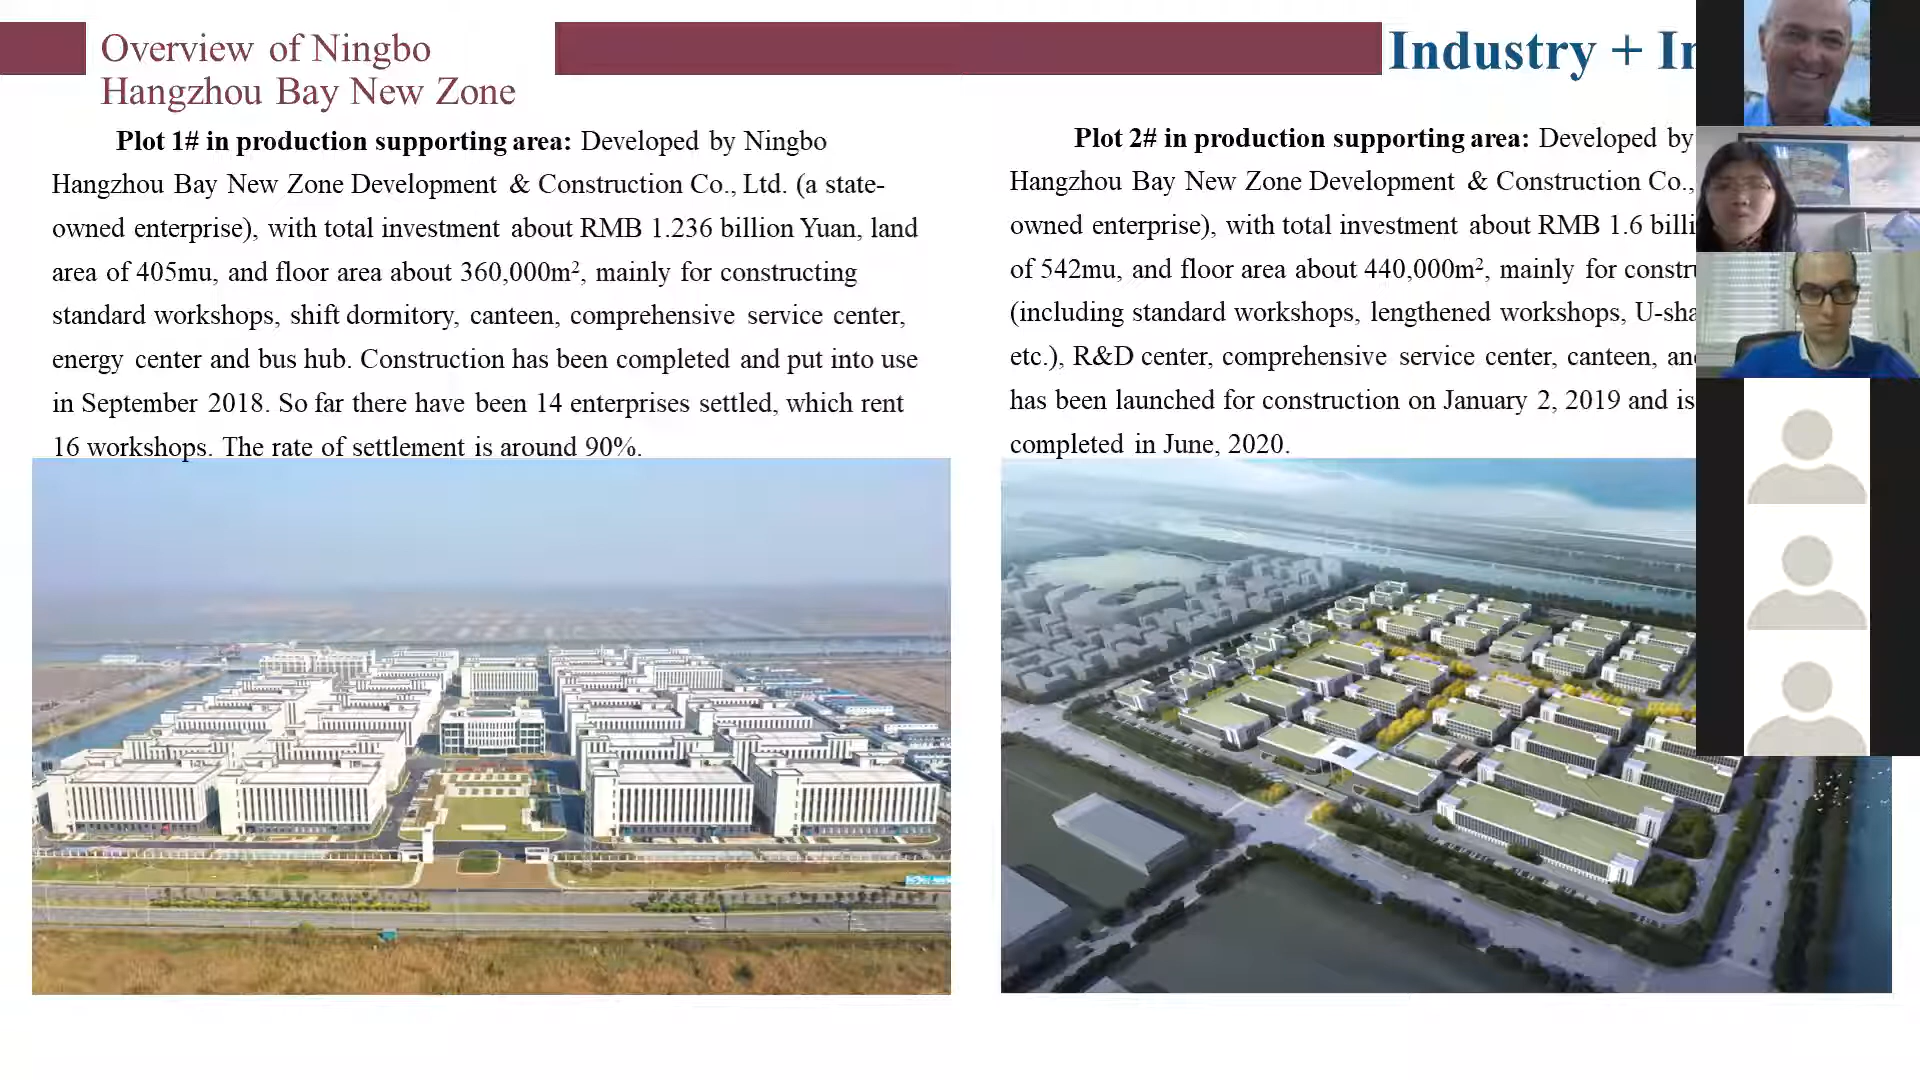 Overview of Ningbo
Hangzhou Bay New Zone
Industry +
Plot 1# in production supporting area: Developed by Ningbo
Hangzhou Bay New Zone Development & Construction Co., Ltd. (a state-
owned enterprise), with total investment about RMB 1.236 billion Yuan, land
area of 405mu, and floor area about 360,000m², mainly for constructing
standard workshops, shift dormitory, canteen, comprehensive service center,
energy center and bus hub. Construction has been completed and put into use
in September 2018. So far there have been 14 enterprises settled, which rent
16 workshops. The rate of settlement is around 90%.
Plot 2# in production supporting area: Developed by
Hangzhou Bay New Zone Development & Construction Co.,
owned enterprise), with total investment about RMB 1.6
of 542mu, and floor area about 440,000m², mainly for
(including standard workshops, lengthened workshops,
etc.), R&D center, comprehensive service center, canteen,
has been launched for construction on January 2, 2019 and is
completed in June, 2020.